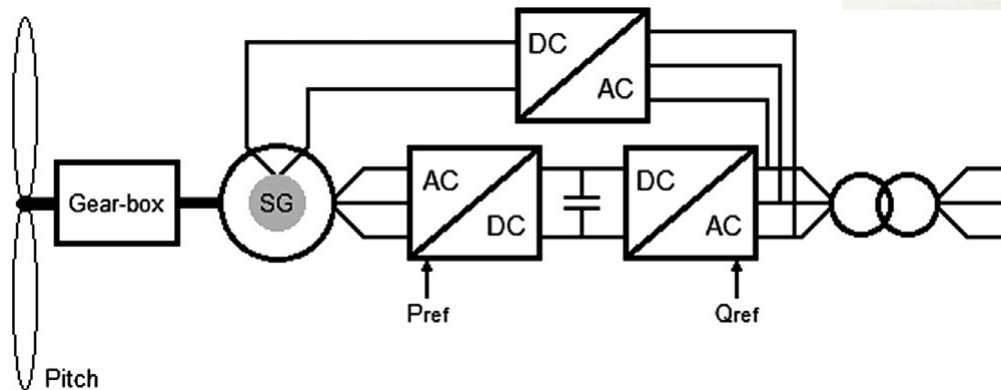 DC
AC
Gear-box
SG
AC
DC
DC
AC
Pref
Qref
Pitch